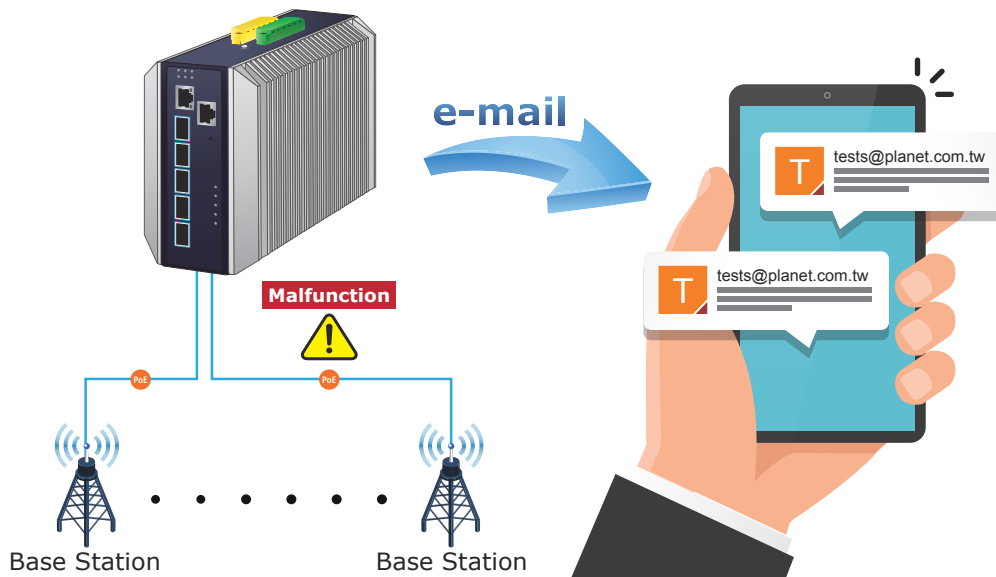 e-mail
T
tests@planet.com.tw
T
tests@planet.com.tw
Malfunction
PoE
PoE
Base Station
Base Station